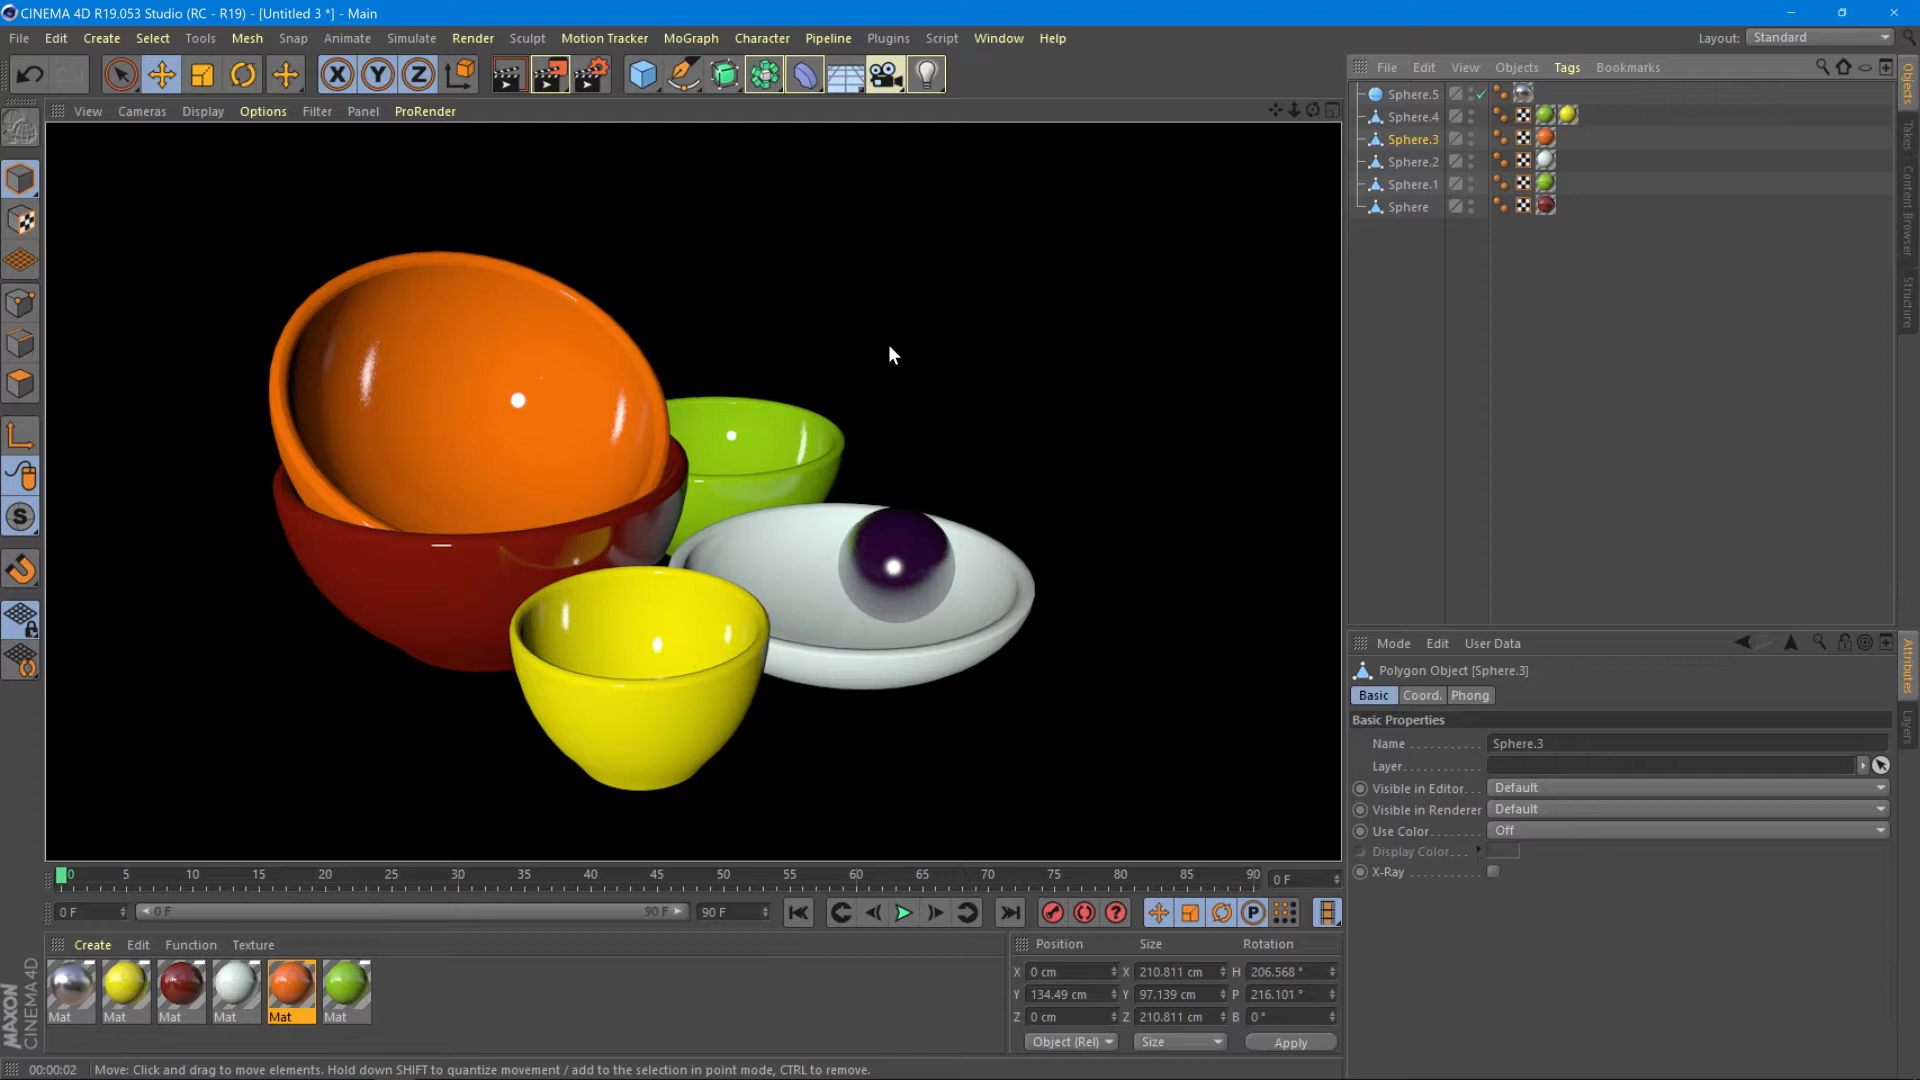 CINEMA 4D R19.053 Studio (RC - R19) - [Untitled 3 *] - Main
File Edit Create Select Tools Mesh Snap Animate Simulate Render Sculpt Motion Tracker MoGraph Character Pipeline Plugins Script Window Help
Layout: Standard
X Y Z
View Cameras Display Options Filter Panel ProRender
File Edit View Objects Tags Bookmarks
Sphere.5
Sphere.4
Sphere.3
Sphere.2
Sphere.1
Sphere
Objects
Takes
Content Browser
Structure
S
Mode Edit User Data
Polygon Object [Sphere.3]
Basic Coord. Phong
Basic Properties
Name Sphere.3
Layer
Visible in Editor Default
Visible in Renderer Default
Use Color Off
Display Color
X-Ray
Attributes
Layers
0 5 10 15 20 25 30 35 40 45 50 55 60 65 70 75 80 85 90
0 F
0 F 0 F 90 F 90 F
P
Create Edit Function Texture
Mat Mat Mat Mat Mat Mat
Position Size Rotation
X 0 cm X 210.811 cm H 206.568 °
Y 134.49 cm Y 97.139 cm P 216.101 °
Z 0 cm Z 210.811 cm B 0 °
Object (Rel) Size Apply
MAXON
CINEMA 4D
00:00:02 Move: Click and drag to move elements. Hold down SHIFT to quantize movement / add to the selection in point mode, CTRL to remove.